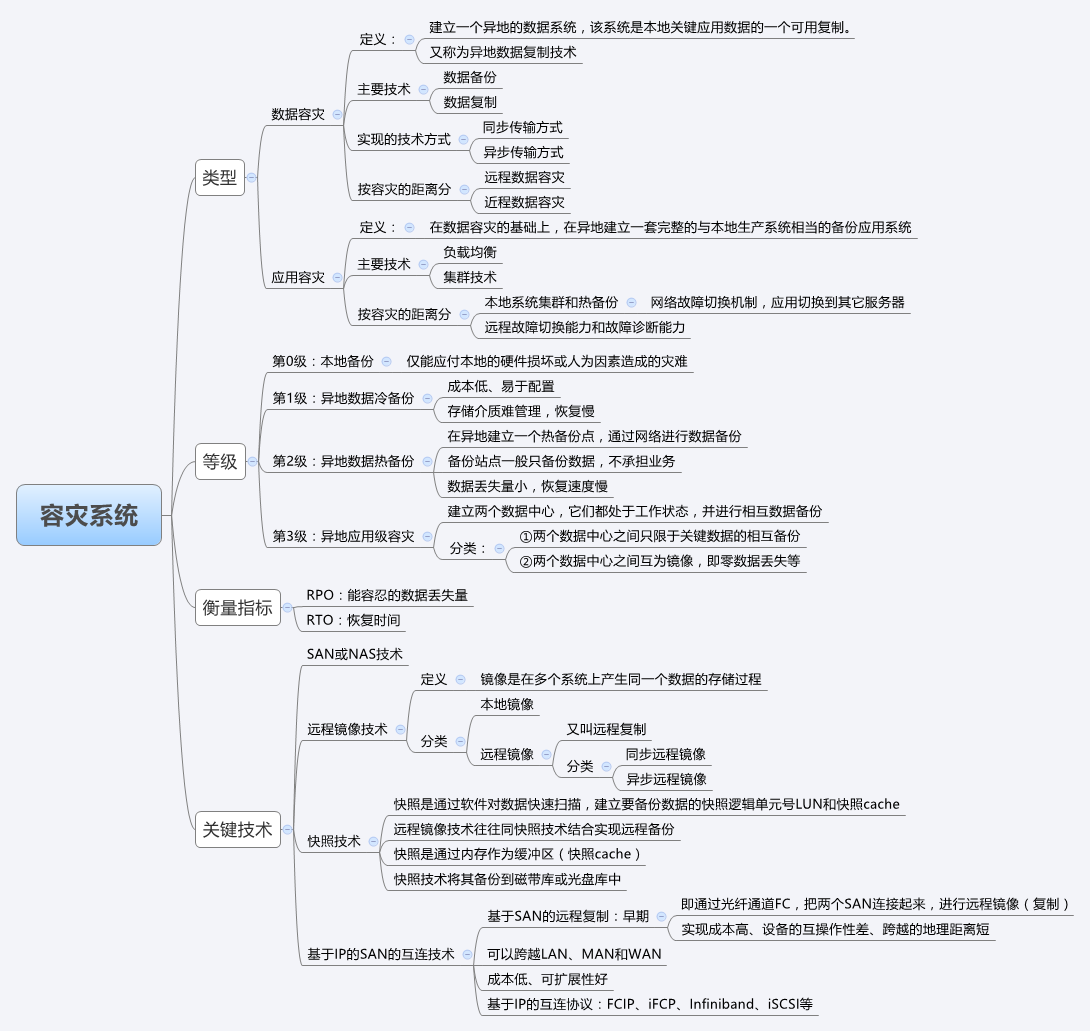 容灾系统
类型
数据容灾
定义：
建立一个异地的数据系统，该系统是本地关键应用数据的一个可用复制。
又称为异地数据复制技术
主要技术
数据备份
数据复制
实现的技术方式
同步传输方式
异步传输方式
按容灾的距离分
远程数据容灾
近程数据容灾
应用容灾
定义：
在数据容灾的基础上，在异地建立一套完整的与本地生产系统相当的备份应用系统
主要技术
负载均衡
集群技术
按容灾的距离分
本地系统集群和热备份
网络故障切换机制，应用切换到其它服务器
远程故障切换能力和故障诊断能力
等级
第0级：本地备份
仅能应付本地的硬件损坏或人为因素造成的灾难
第1级：异地数据冷备份
成本低、易于配置
存储介质难管理，恢复慢
第2级：异地数据热备份
在异地建立一个热备份点，通过网络进行数据备份
备份站点一般只备份数据，不承担业务
数据丢失量小，恢复速度慢
第3级：异地应用级容灾
建立两个数据中心，它们都处于工作状态，并进行相互数据备份
分类：
①两个数据中心之间只限于关键数据的相互备份
②两个数据中心之间互为镜像，即零数据丢失等
衡量指标
RPO：能容忍的数据丢失量
RTO：恢复时间
关键技术
SAN或NAS技术
远程镜像技术
定义
镜像是在多个系统上产生同一个数据的存储过程
分类
本地镜像
远程镜像
又叫远程复制
分类
同步远程镜像
异步远程镜像
快照技术
快照是通过软件对数据快速扫描，建立要备份数据的快照逻辑单元号LUN和快照cache
远程镜像技术往往同快照技术结合实现远程备份
快照是通过内存作为缓冲区（快照cache）
快照技术将其备份到磁带库或光盘库中
基于IP的SAN的互连技术
基于SAN的远程复制：早期
即通过光纤通道FC，把两个SAN连接起来，进行远程镜像（复制）
实现成本高、设备的互操作性差、跨越的地理距离短
可以跨越LAN、MAN和WAN
成本低、可扩展性好
基于IP的互连协议：FCIP、iFCP、Infiniband、iSCSI等